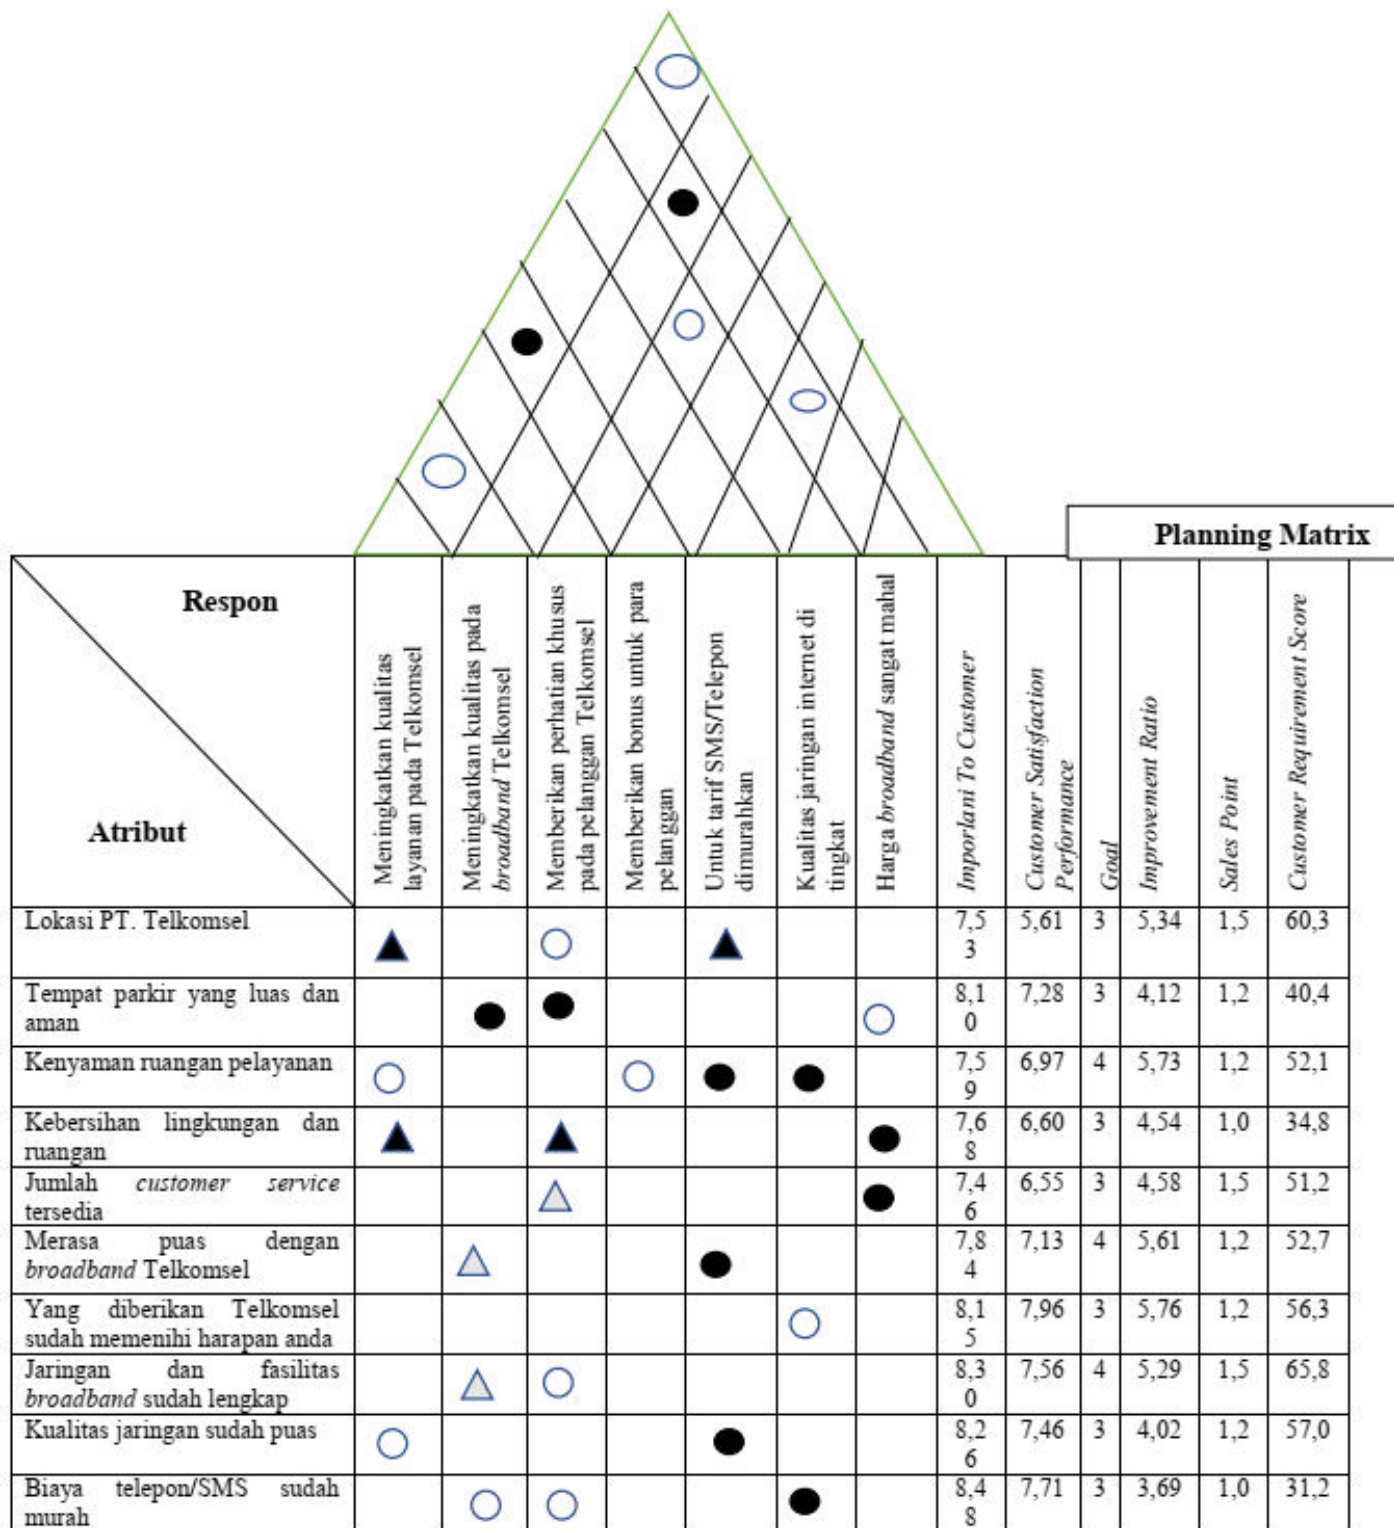 Planning Matrix
Respon
Atribut
Meningkatkan kualitas
layanan pada Telkomsel
Meningkatkan kualitas pada
broadband Telkomsel
Memberikan perhatian khusus
pada pelanggan Telkomsel
Memberikan bonus untuk para
pelanggan
Untuk tarif SMS/Telepon
dimurahkan
Kualitas jaringan internet di
tingkat
Harga broadband sangat mahal
Imporiani To Customer
Customer Satisfaction
Performance
Goal
Improvement Ratio
Sales Point
Customer Requirement Score
Lokasi PT. Telkomsel
7,5
3
5,61
3
5,34
1,5
60,3
Tempat parkir yang luas dan
aman
8,1
0
7,28
3
4,12
1,2
40,4
Kenyaman ruangan pelayanan
7,5
9
6,97
4
5,73
1,2
52,1
Kebersihan lingkungan dan
ruangan
7,6
8
6,60
3
4,54
1,0
34,8
Jumlah customer service
tersedia
7,4
6
6,55
3
4,58
1,5
51,2
Merasa puas dengan
broadband Telkomsel
7,8
4
7,13
4
5,61
1,2
52,7
Yang diberikan Telkomsel
sudah memenihi harapan anda
8,1
5
7,96
3
5,76
1,2
56,3
Jaringan dan fasilitas
broadband sudah lengkap
8,3
0
7,56
4
5,29
1,5
65,8
Kualitas jaringan sudah puas
8,2
6
7,46
3
4,02
1,2
57,0
Biaya telepon/SMS sudah
murah
8,4
8
7,71
3
3,69
1,0
31,2